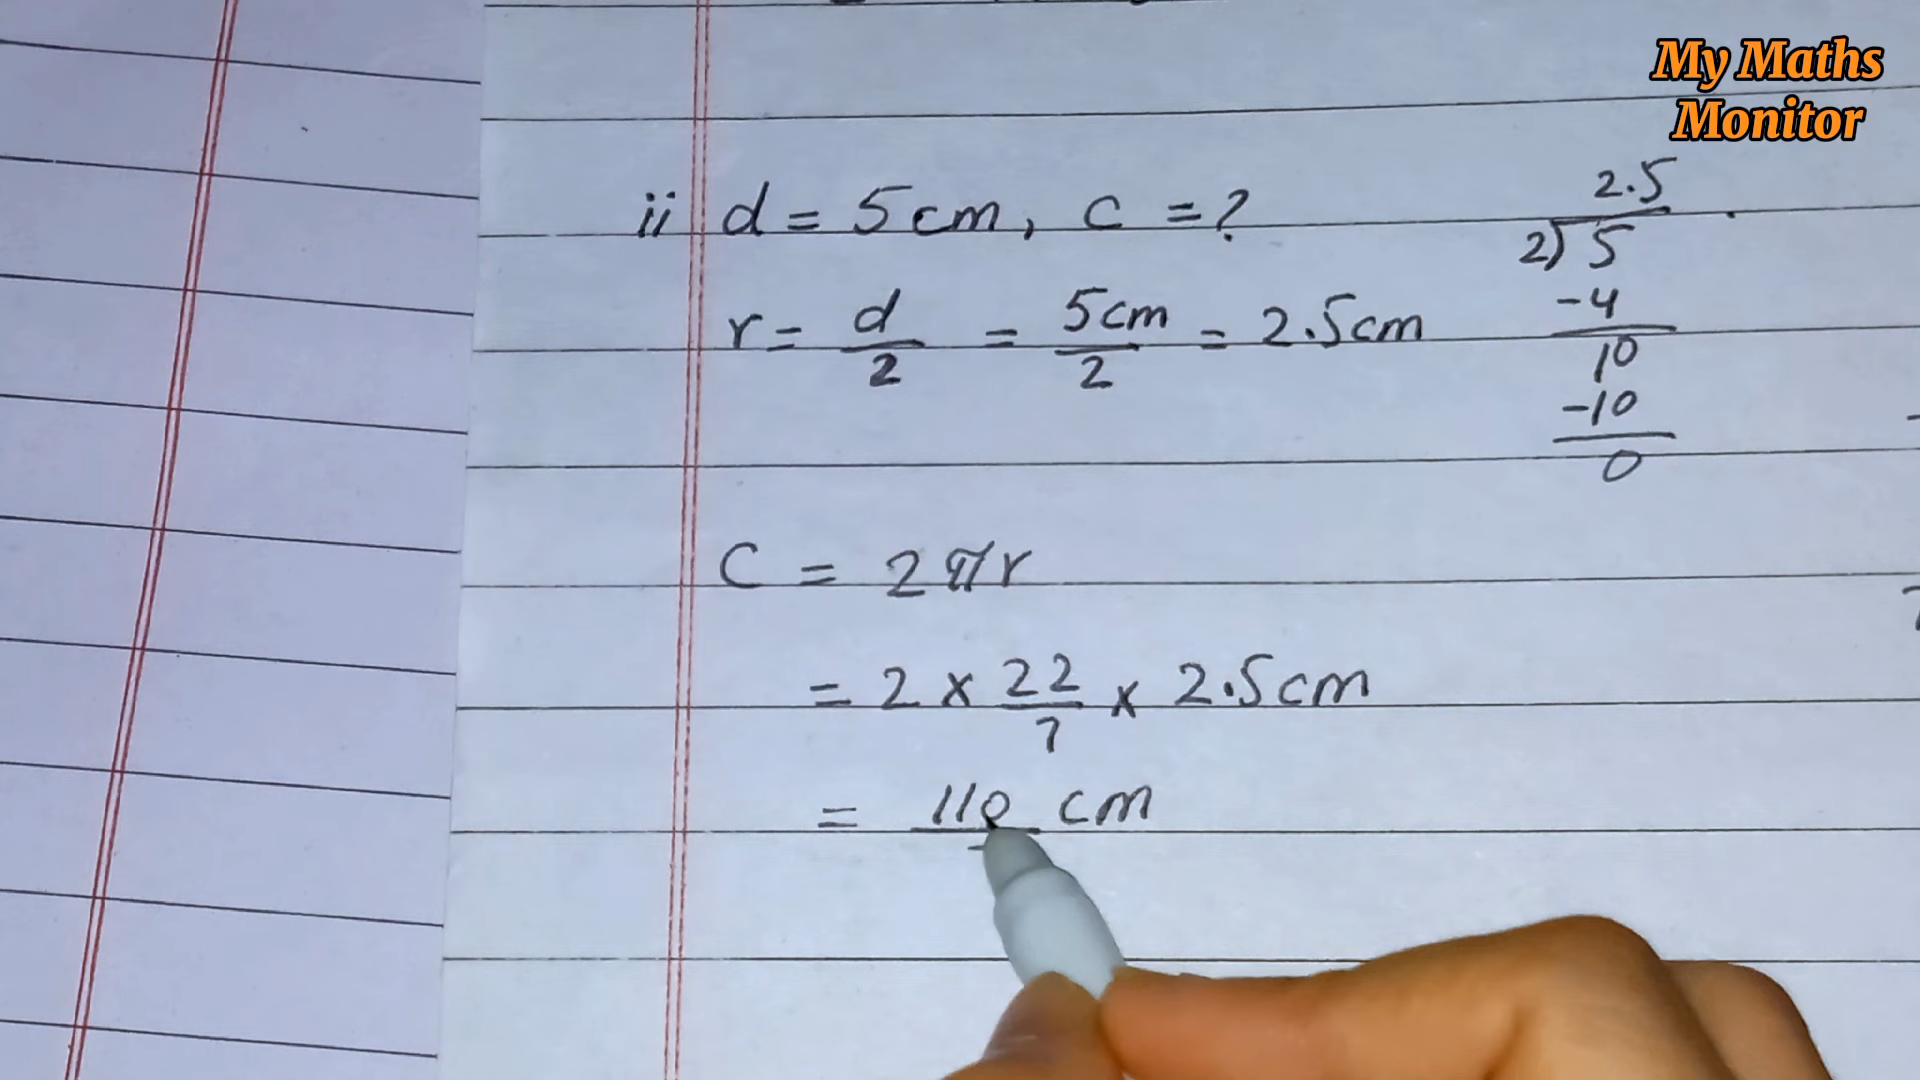 My Maths
Monitor
ii d = 5cm, c = ?
r = d/2 = 5cm/2 = 2.5cm
2.5
2) 5
-4
10
-10
0
C = 2πr
= 2 × 22/7 × 2.5cm
= 110 cm